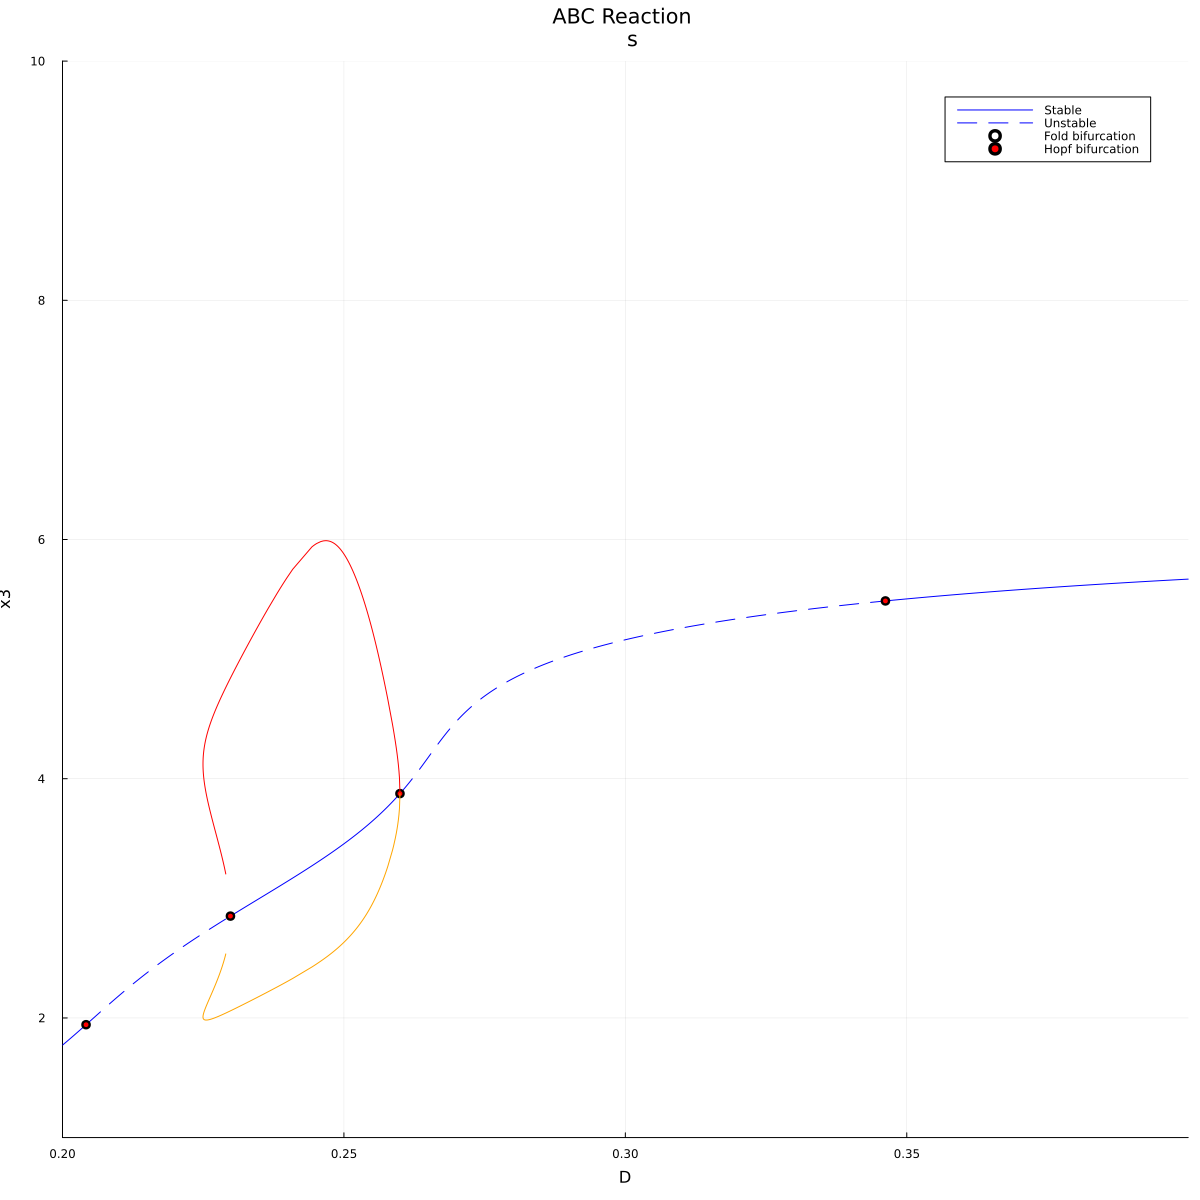 ABC Reaction
s
10
Stable
Unstable
Fold bifurcation
Hopf bifurcation
8
6
x3
4
2
0.20
0.25
0.30
0.35
D